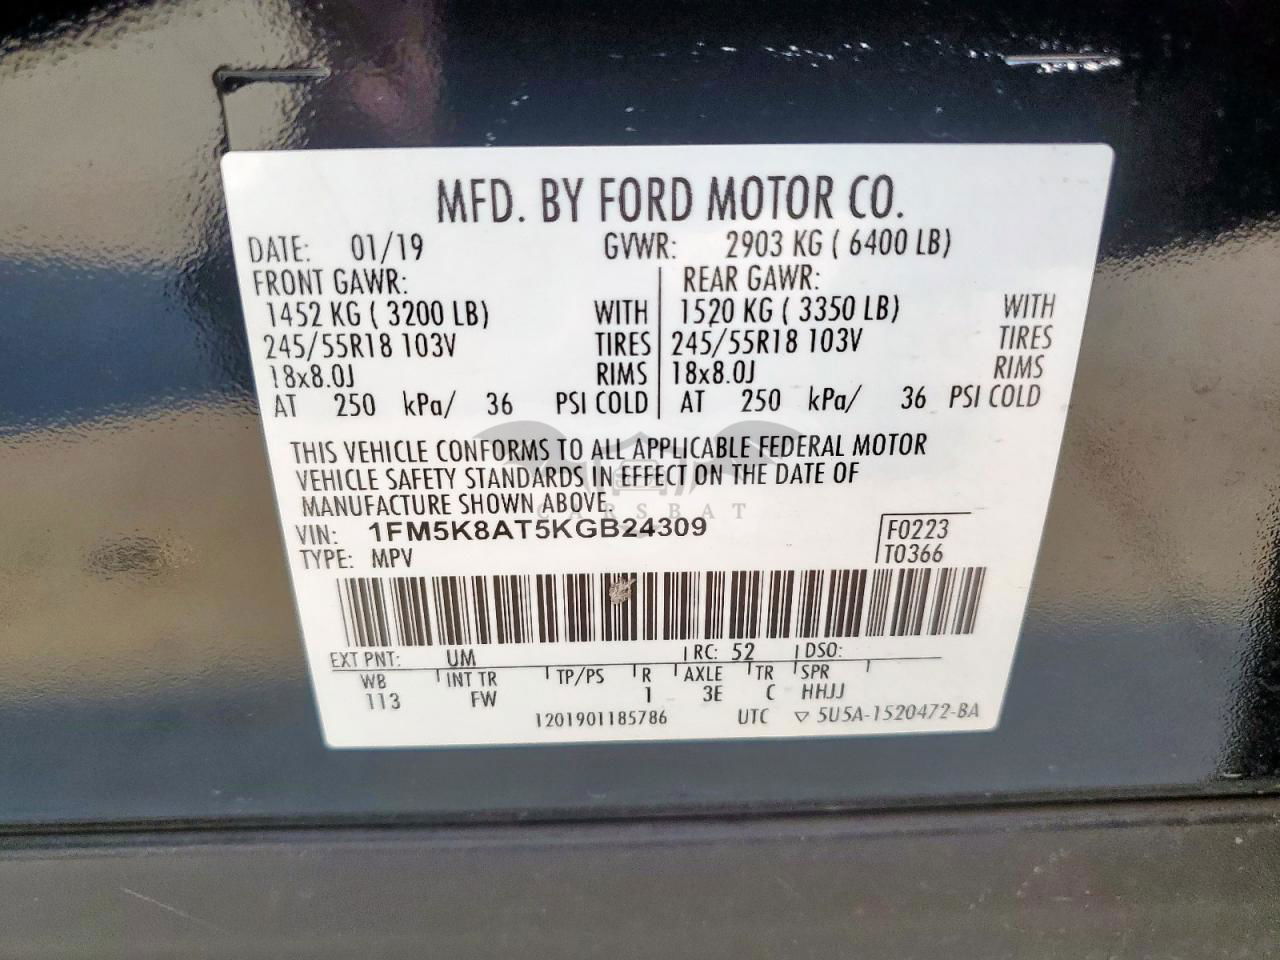 MFD. BY FORD MOTOR CO.
DATE: 01/19 GVWR: 2903 KG ( 6400 LB)
FRONT GAWR: REAR GAWR:
1452 KG ( 3200 LB) WITH 1520 KG ( 3350 LB) WITH
245/55R18 103V TIRES 245/55R18 103V TIRES
18x8.0J RIMS 18x8.0J RIMS
AT 250 kPa/ 36 PSI COLD AT 250 kPa/ 36 PSI COLD
THIS VEHICLE CONFORMS TO ALL APPLICABLE FEDERAL MOTOR
VEHICLE SAFETY STANDARDS IN EFFECT ON THE DATE OF
MANUFACTURE SHOWN ABOVE.
CARSBAT
VIN: 1FM5K8AT5KGB24309 F0223
TYPE: MPV T0366
EXT PNT: UM RC: 52 DSO:
WB INT TR TP/PS R AXLE TR SPR
113 FW 1 3E C HHJJ
1201901185786 UTC ▽ 5U5A-1520472-BA